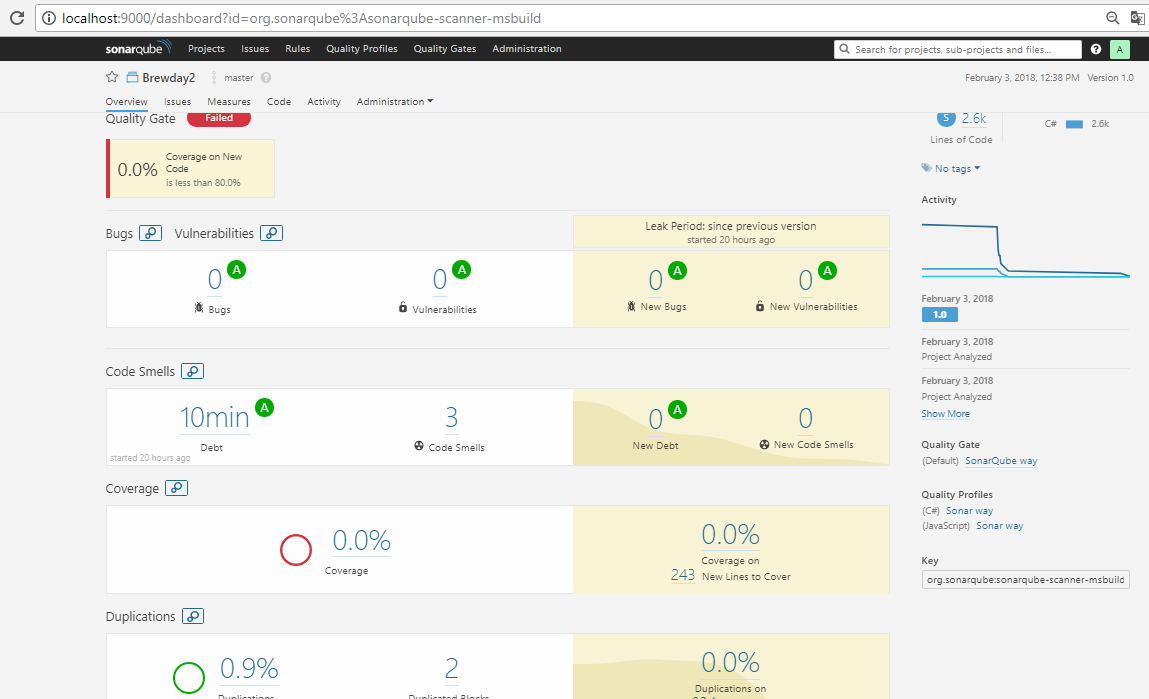 localhost:9000/dashboard?id=org.sonarqube%3Asonarqube-scanner-msbuild
sonarqube Projects Issues Rules Quality Profiles Quality Gates Administration Search for projects, sub-projects and files... ? A
Brewday2 master ? February 3, 2018, 12:38 PM Version 1.0
Overview Issues Measures Code Activity Administration
Quality Gate Failed
0.0% Coverage on New
Code
is less than 80.0%
Bugs Vulnerabilities
Leak Period: since previous version
started 20 hours ago
0 A
Bugs
0 A
Vulnerabilities
0 A
New Bugs
0 A
New Vulnerabilities
Code Smells
10min A
Debt
started 20 hours ago
3
Code Smells
0 A
New Debt
0
New Code Smells
Coverage
0.0%
Coverage
0.0%
Coverage on
243 New Lines to Cover
Duplications
0.9%
Duplications
2
Duplicated Blocks
0.0%
Duplications on
S 2.6k
Lines of Code
C# 2.6k
No tags
Activity
February 3, 2018
1.0
February 3, 2018
Project Analyzed
February 3, 2018
Project Analyzed
Show More
Quality Gate
(Default) SonarQube way
Quality Profiles
(C#) Sonar way
(JavaScript) Sonar way
Key
org.sonarqube:sonarqube-scanner-msbuild